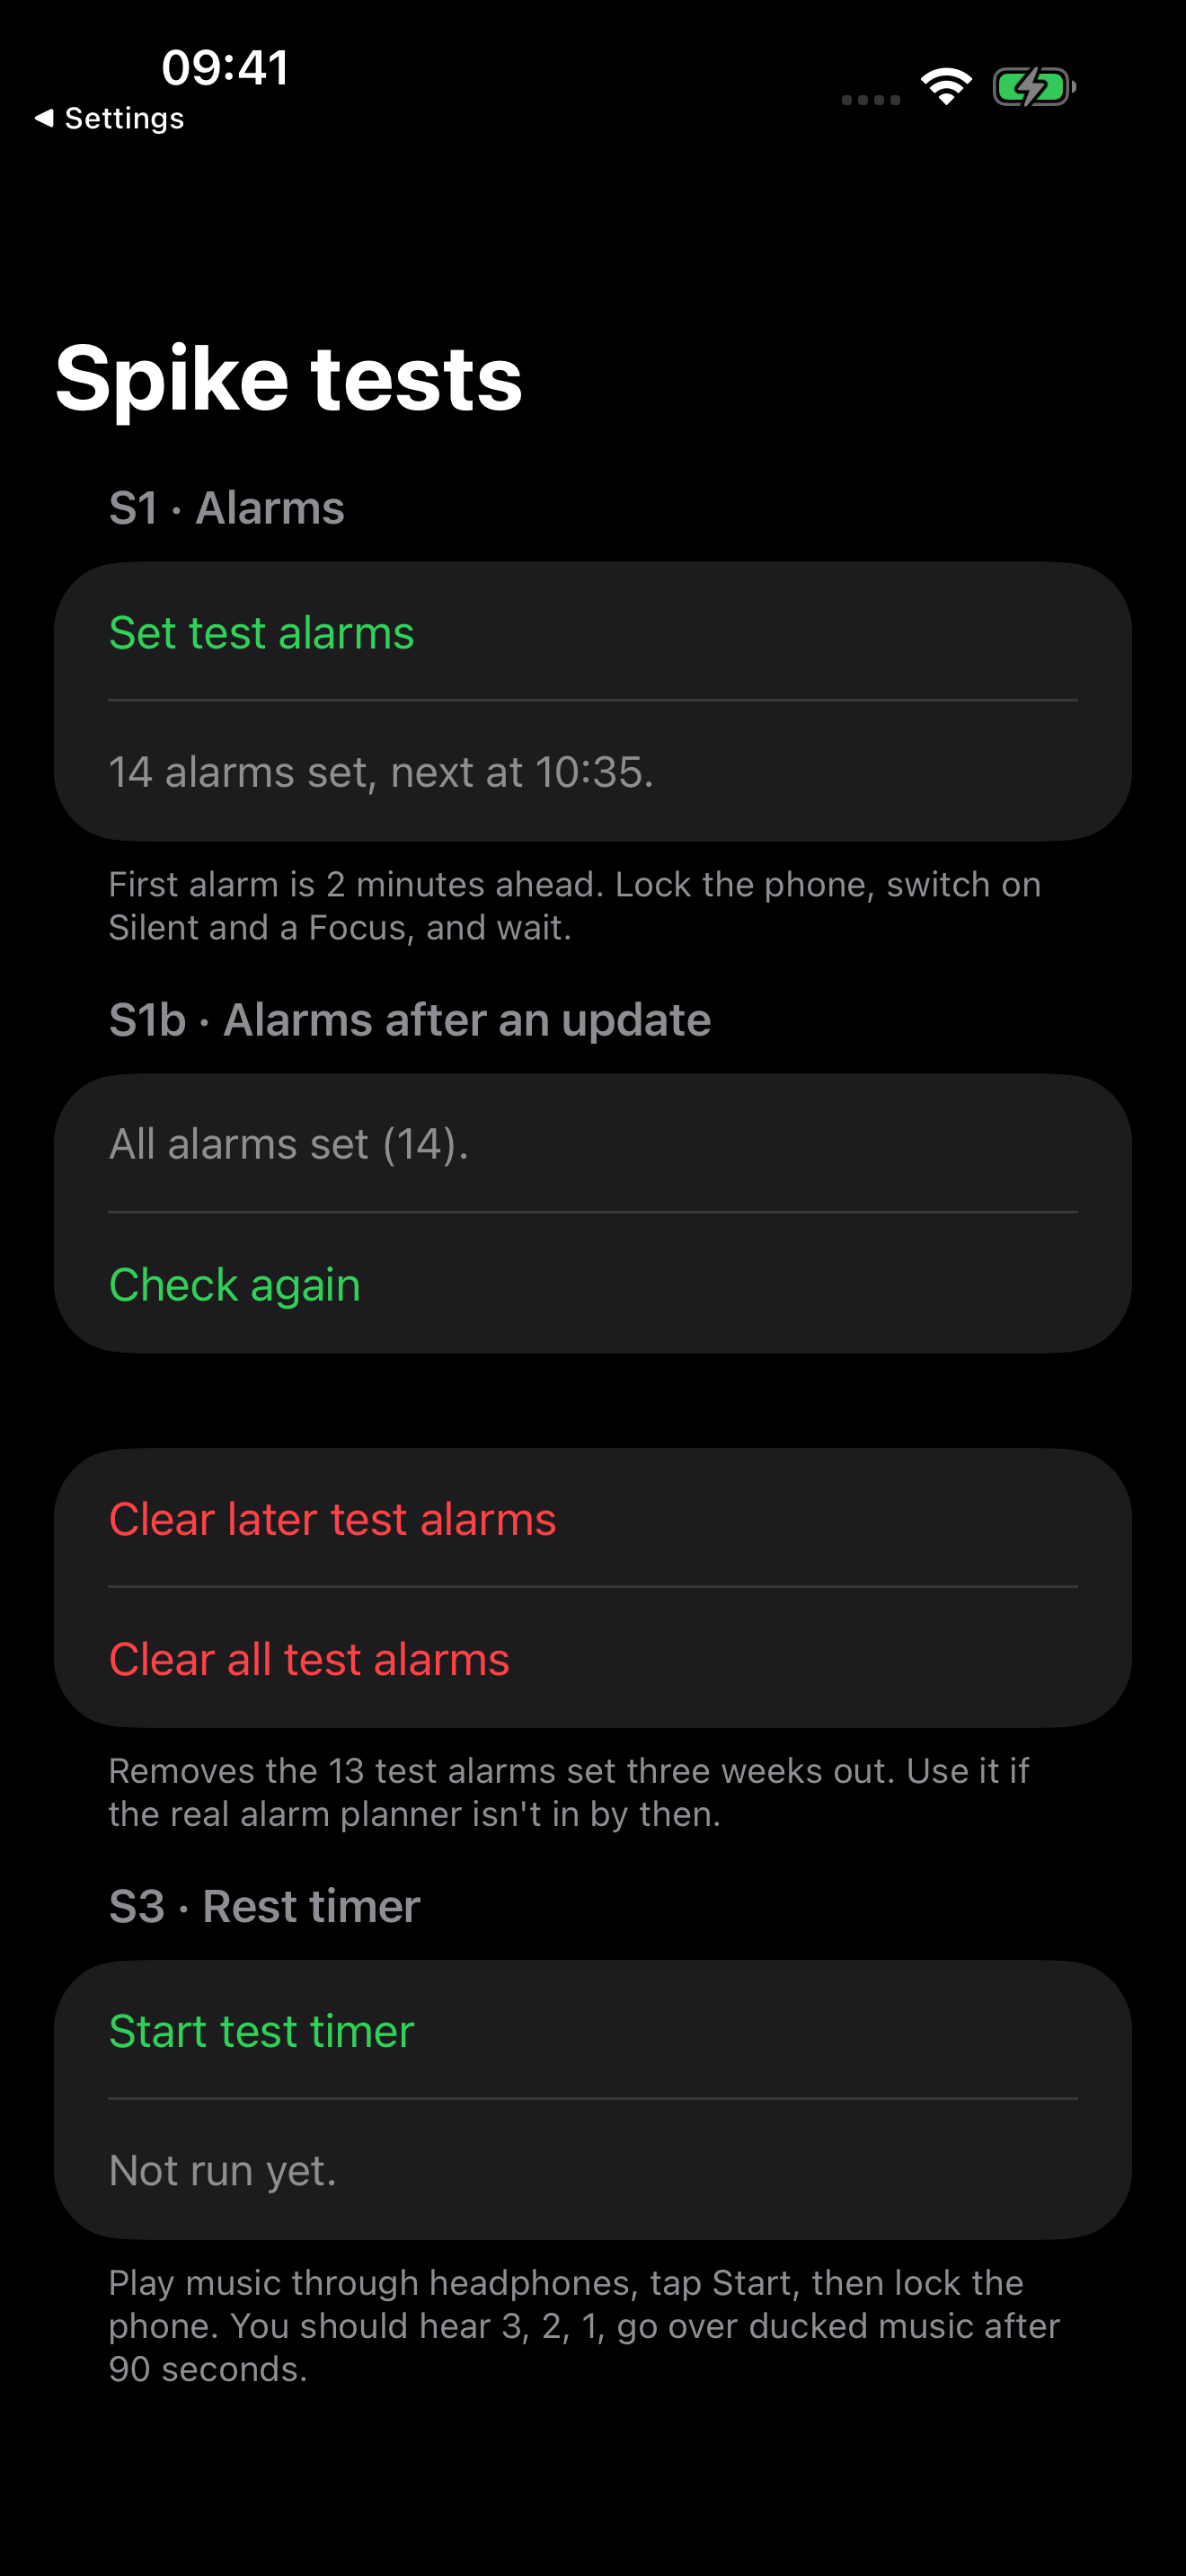 09:41
◀ Settings
Spike tests
S1 · Alarms
Set test alarms
14 alarms set, next at 10:35.
First alarm is 2 minutes ahead. Lock the phone, switch on
Silent and a Focus, and wait.
S1b · Alarms after an update
All alarms set (14).
Check again
Clear later test alarms
Clear all test alarms
Removes the 13 test alarms set three weeks out. Use it if
the real alarm planner isn't in by then.
S3 · Rest timer
Start test timer
Not run yet.
Play music through headphones, tap Start, then lock the
phone. You should hear 3, 2, 1, go over ducked music after
90 seconds.